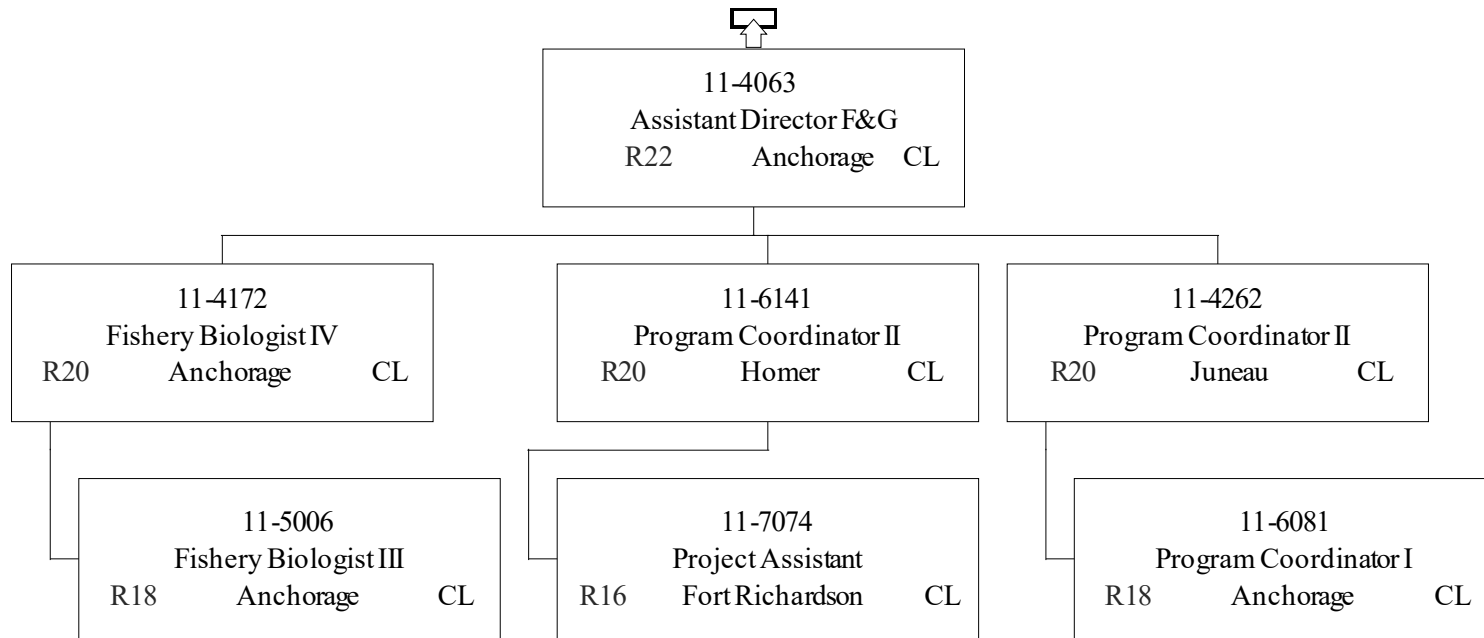 11-4063
Assistant Director F&G
R22 Anchorage CL
11-4172
Fishery Biologist IV
R20 Anchorage CL
11-6141
Program Coordinator II
R20 Homer CL
11-4262
Program Coordinator II
R20 Juneau CL
11-5006
Fishery Biologist III
R18 Anchorage CL
11-7074
Project Assistant
R16 Fort Richardson CL
11-6081
Program Coordinator I
R18 Anchorage CL